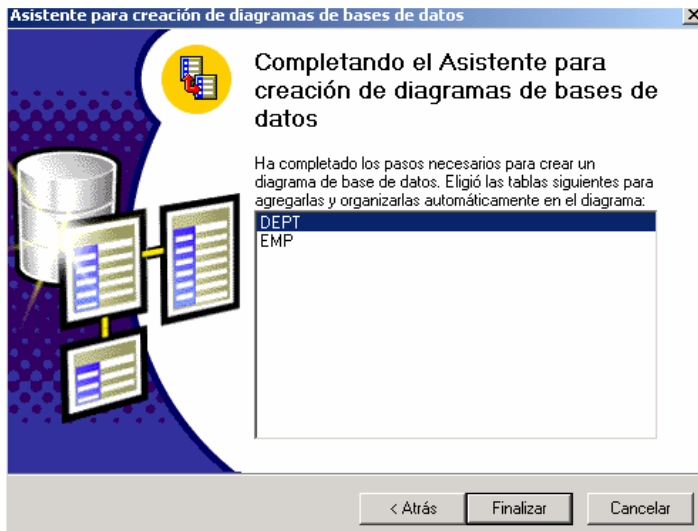 Asistente para creación de diagramas de bases de datos
Completando el Asistente para
creación de diagramas de bases de
datos
Ha completado los pasos necesarios para crear un
diagrama de base de datos. Eligió las tablas siguientes para
agregarlas y organizarlas automáticamente en el diagrama:
DEPT
EMP
< Atrás
Finalizar
Cancelar